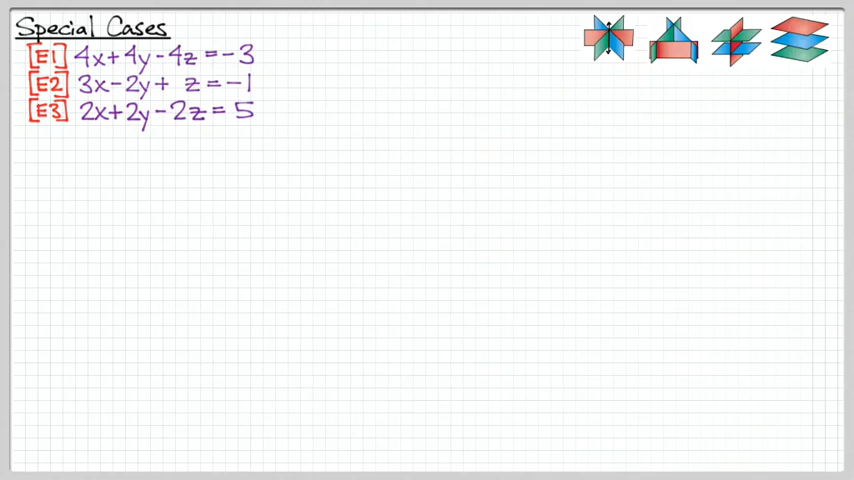 Special Cases
[E1] 4x+4y-4z=-3
[E2] 3x-2y+ z=-1
[E3] 2x+2y-2z=5